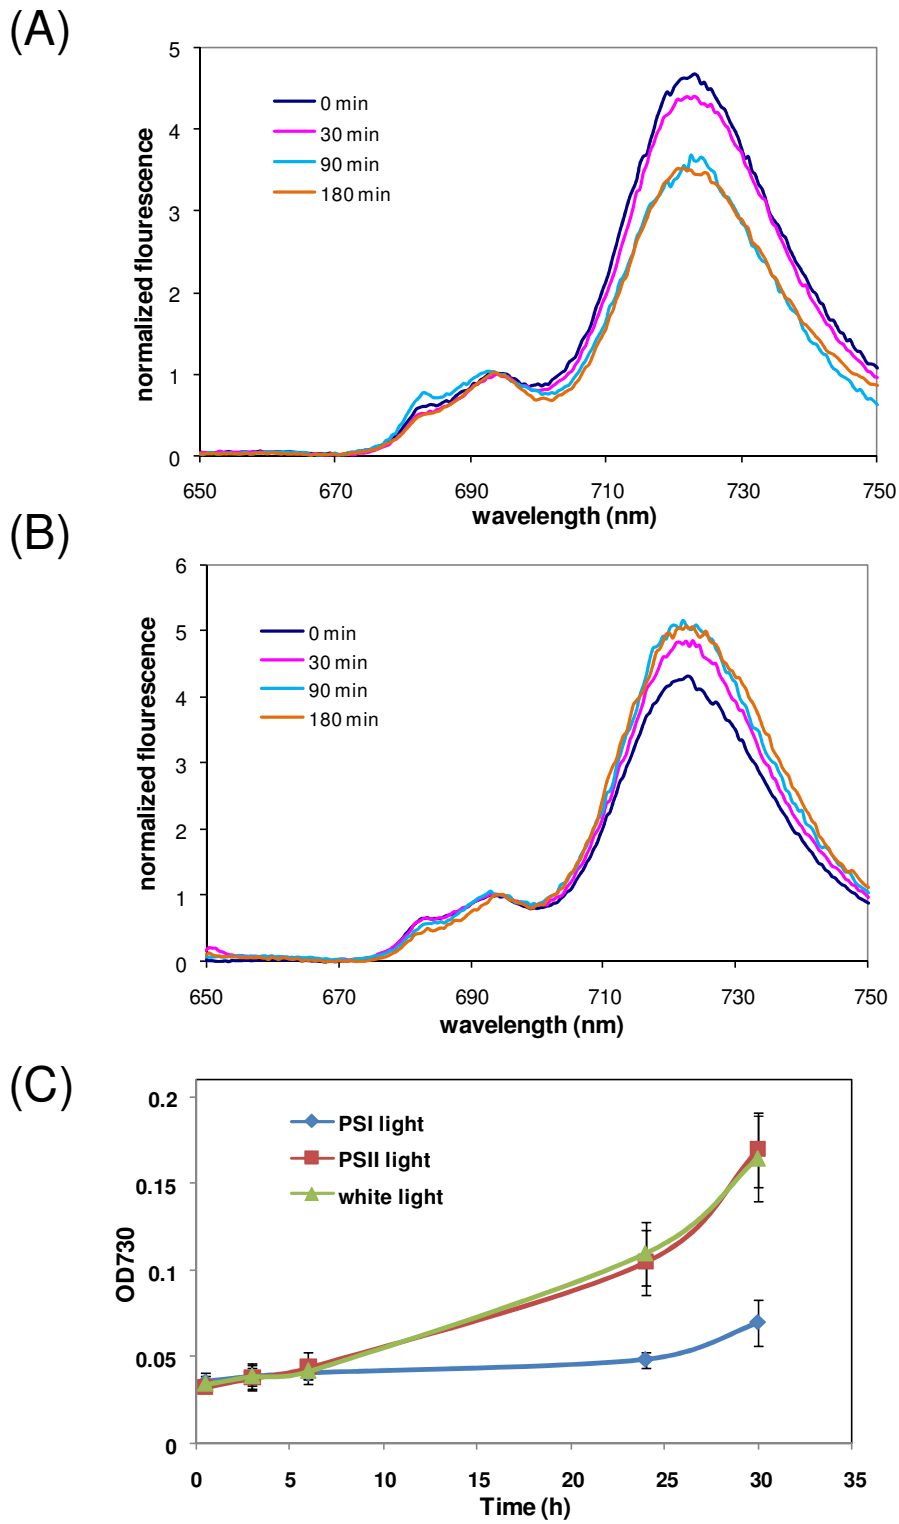 (A)
5
4
3
2
1
0
normalized flourescence
0 min
30 min
90 min
180 min
650 670 690 710 730 750
wavelength (nm)
(B)
6
5
4
3
2
1
0
normalized flourescence
0 min
30 min
90 min
180 min
650 670 690 710 730 750
wavelength (nm)
(C)
0.2
0.15
0.1
0.05
0
OD730
PSI light
PSII light
white light
0 5 10 15 20 25 30 35
Time (h)